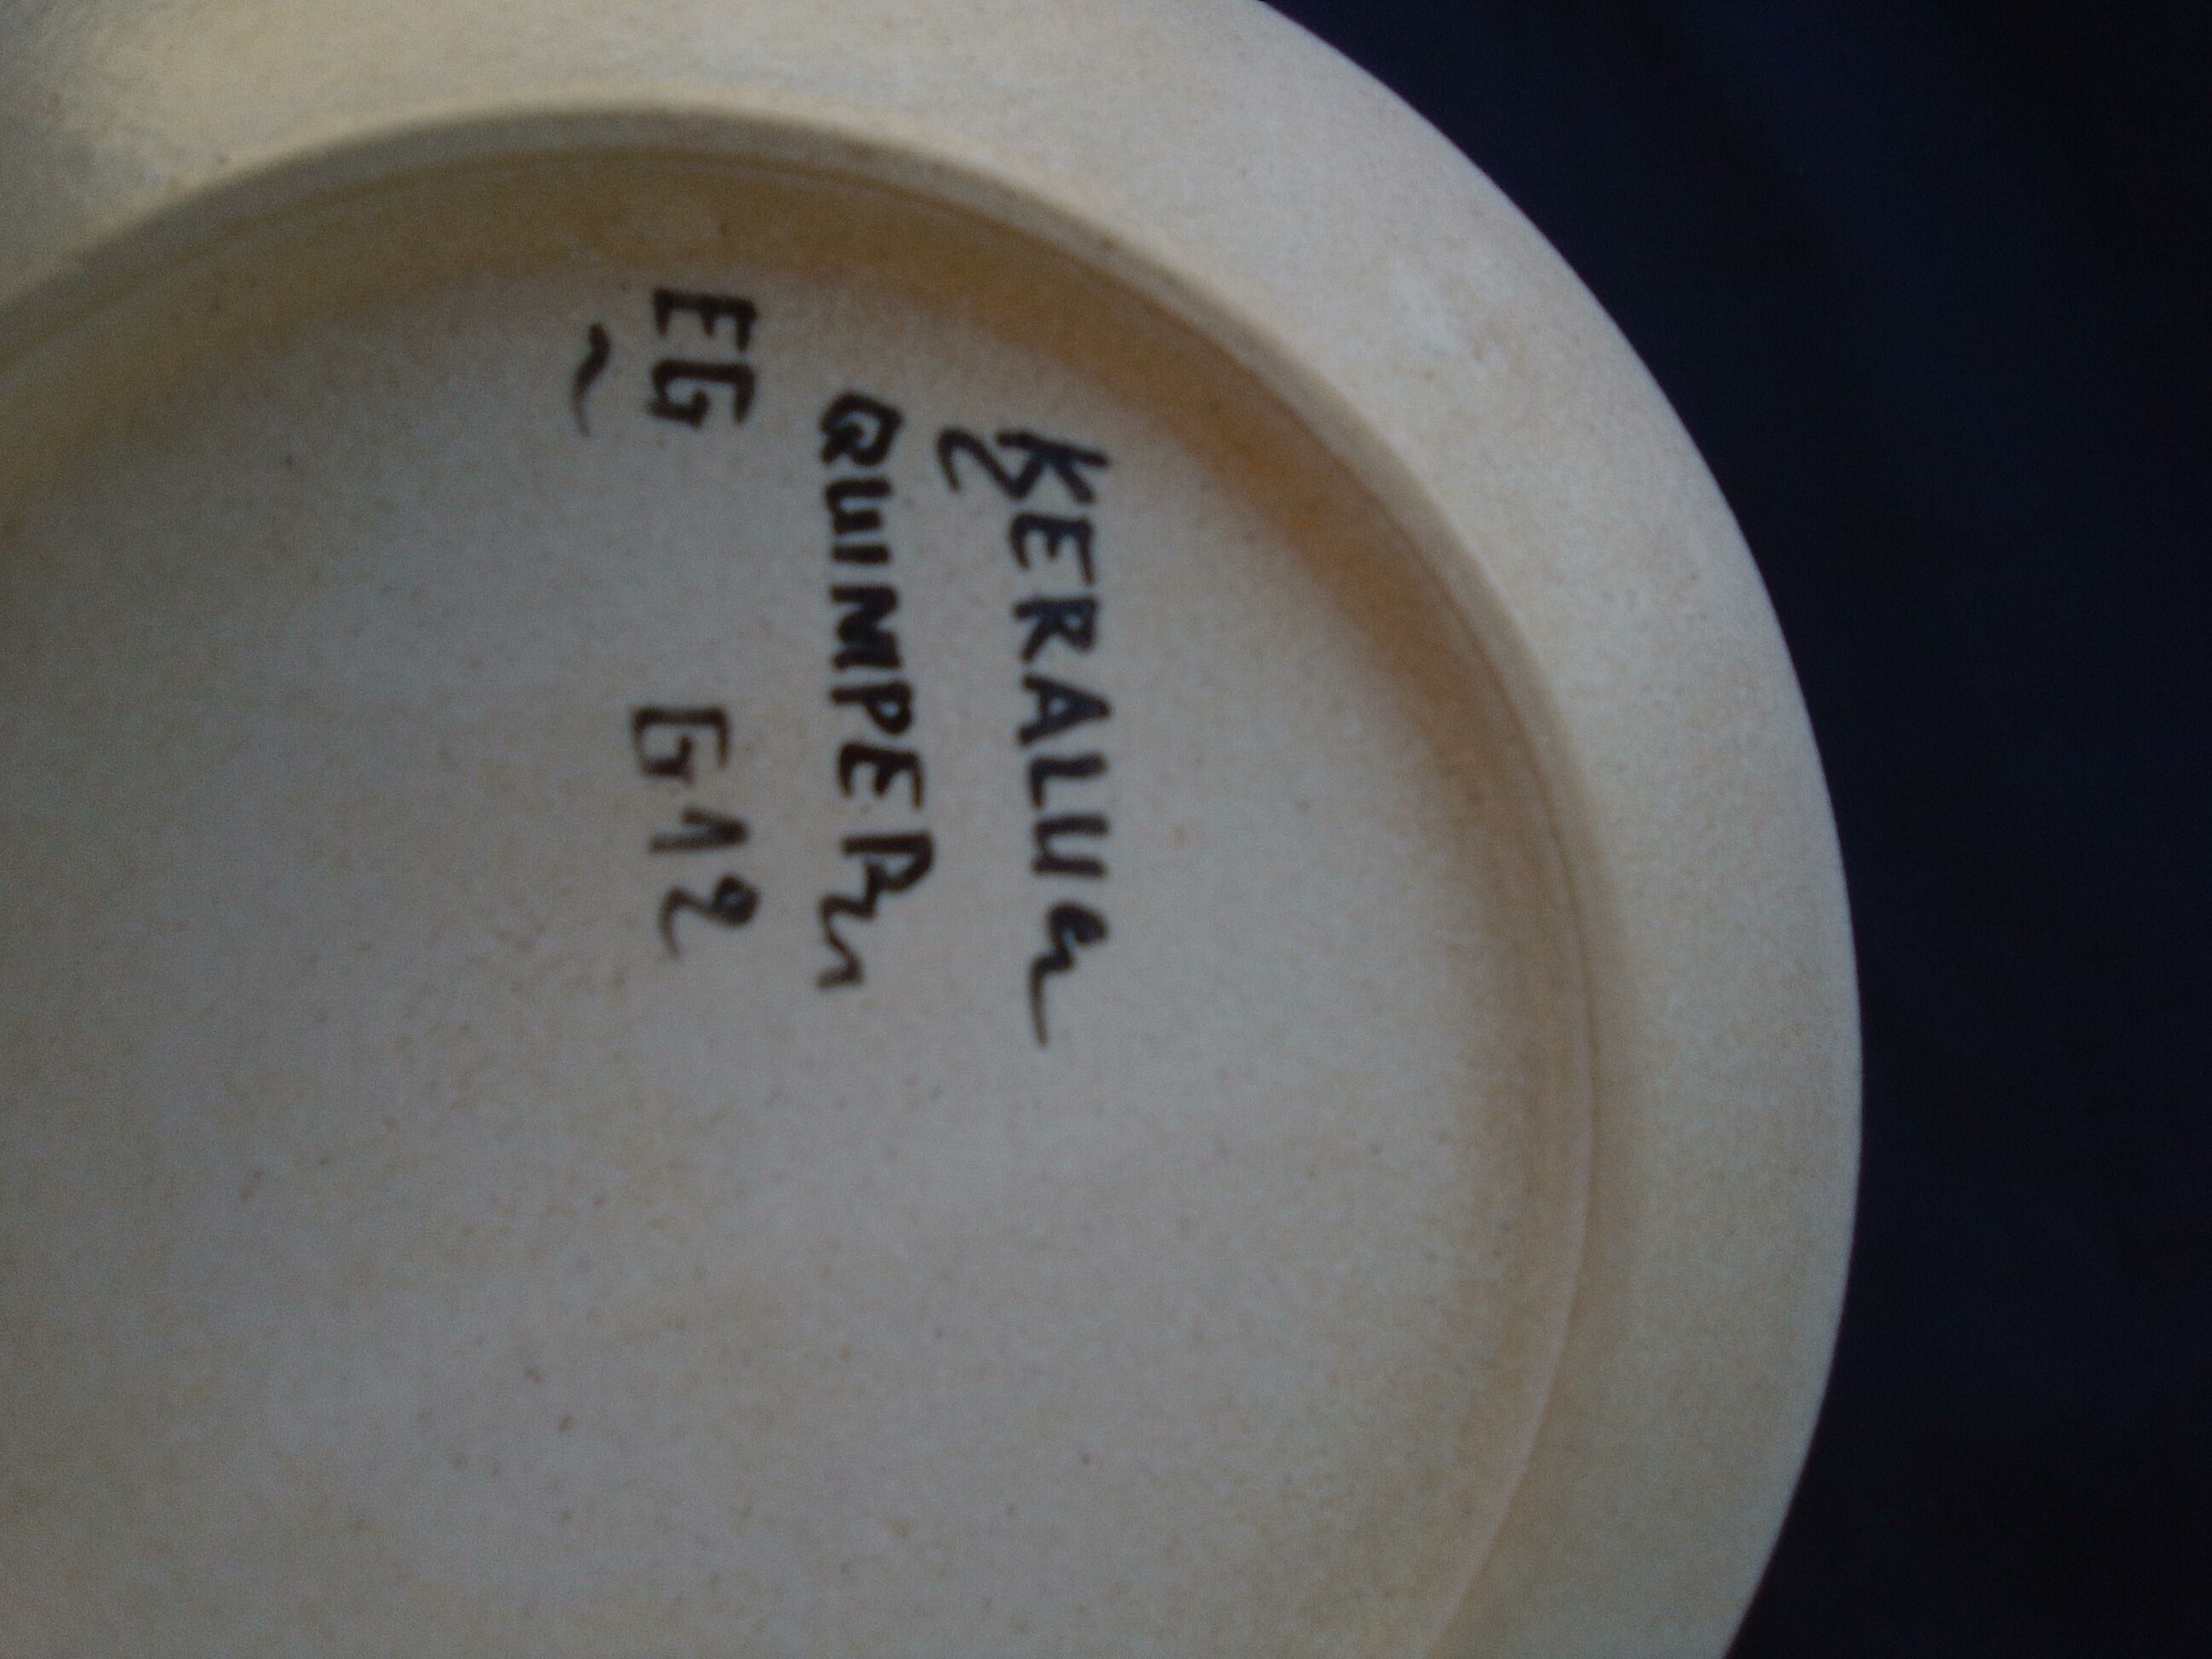 KERALUC
QUIMPER
EG G12